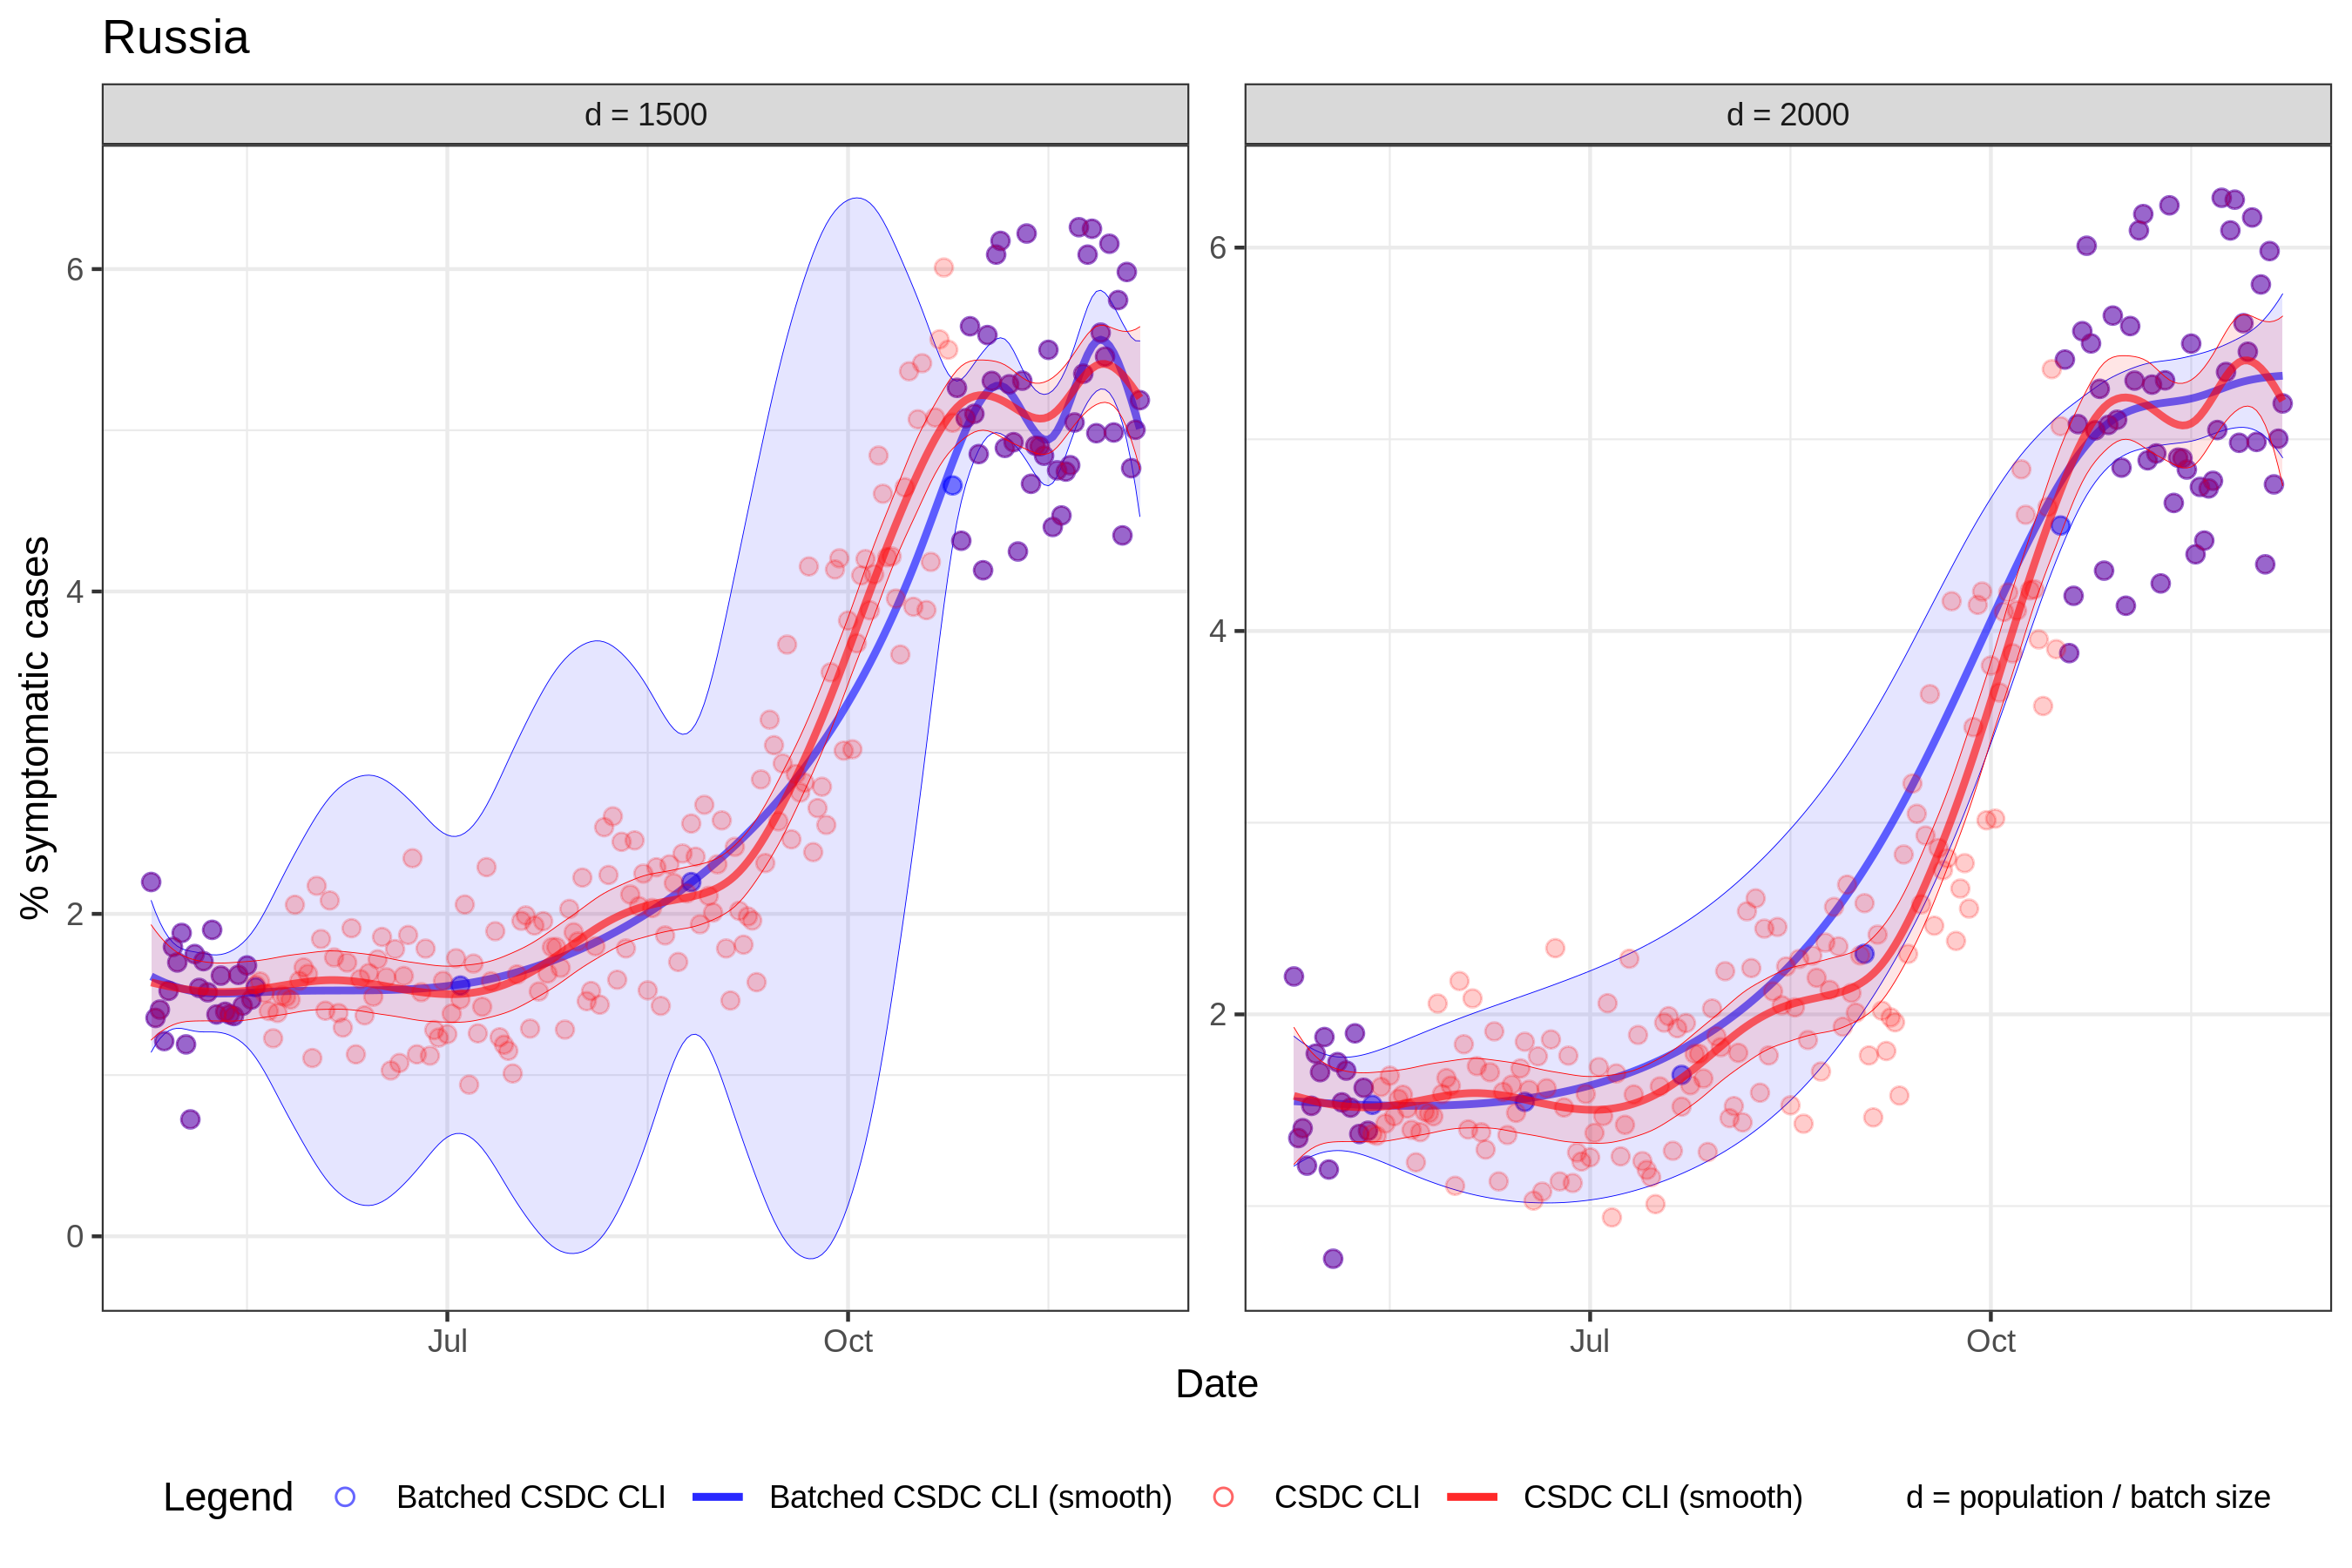 Russia
d = 1500
d = 2000
% symptomatic cases
6
4
2
0
6
4
2
Jul
Oct
Jul
Oct
Date
Legend
Batched CSDC CLI
Batched CSDC CLI (smooth)
CSDC CLI
CSDC CLI (smooth)
d = population / batch size